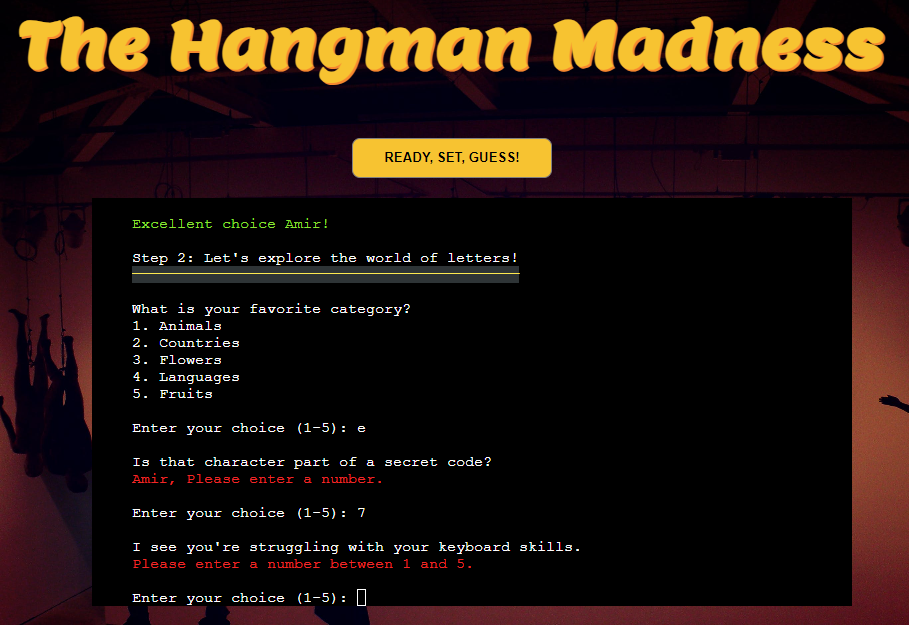 The Hangman Madness
READY, SET, GUESS!
Excellent choice Amir!
Step 2: Let's explore the world of letters!
What is your favorite category?
1. Animals
2. Countries
3. Flowers
4. Languages
5. Fruits
Enter your choice (1-5): e
Is that character part of a secret code?
Amir, Please enter a number.
Enter your choice (1-5): 7
I see you're struggling with your keyboard skills.
Please enter a number between 1 and 5.
Enter your choice (1-5):